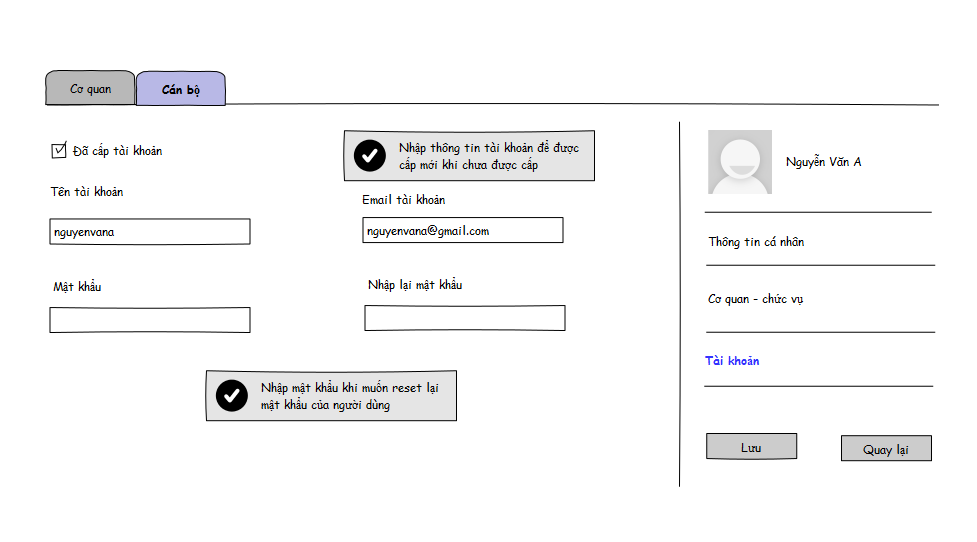 Cơ quan
Cán bộ
Đã cấp tài khoản
Nhập thông tin tài khoản để được
cấp mới khi chưa được cấp
Tên tài khoản
Email tài khoản
nguyenvana
nguyenvana@gmail.com
Mật khẩu
Nhập lại mật khẩu
Nhập mật khẩu khi muốn reset lại
mật khẩu của người dùng
Nguyễn Văn A
Thông tin cá nhân
Cơ quan - chức vụ
Tài khoản
Lưu
Quay lại